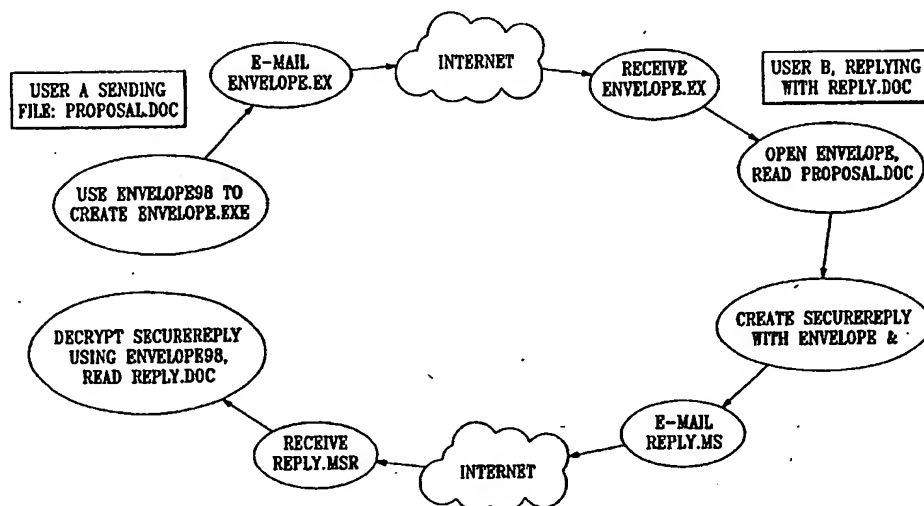 USER A SENDING
FILE: PROPOSAL.DOC
USE ENVELOPE98 TO
CREATE ENVELOPE.EXE
E-MAIL
ENVELOPE.EX
INTERNET
RECEIVE
ENVELOPE.EX
USER B, REPLYING
WITH REPLY.DOC
OPEN ENVELOPE,
READ PROPOSAL.DOC
CREATE SECUREREPLY
WITH ENVELOPE &
E-MAIL
REPLY.MS
INTERNET
RECEIVE
REPLY.MSR
DECRYPT SECUREREPLY
USING ENVELOPE98,
READ REPLY.DOC